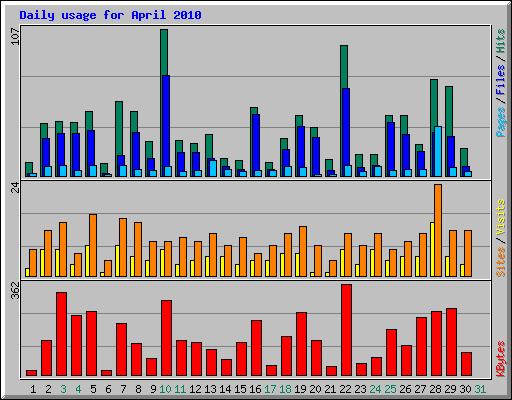 Daily usage for April 2010
107
Pages / Files / Hits
24
Sites / Visits
362
KBytes
1 2 3 4 5 6 7 8 9 10 11 12 13 14 15 16 17 18 19 20 21 22 23 24 25 26 27 28 29 30 31